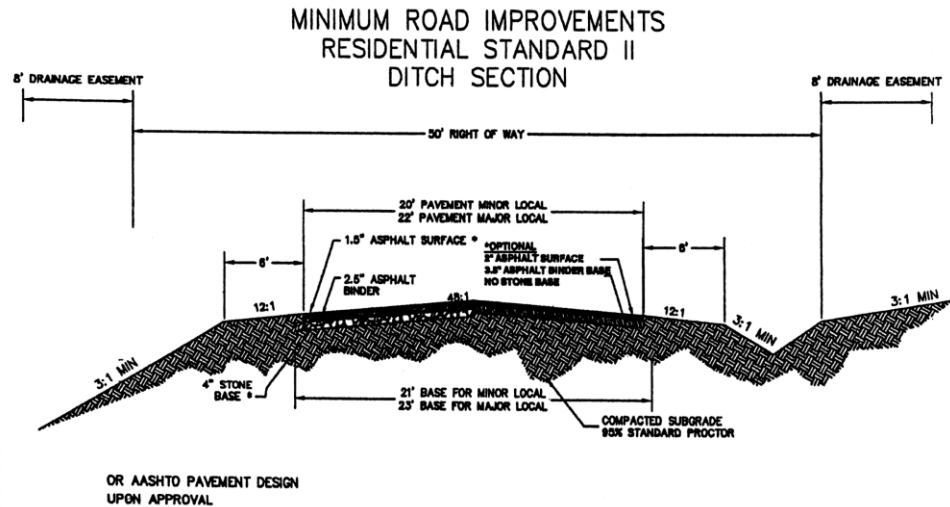 MINIMUM ROAD IMPROVEMENTS
RESIDENTIAL STANDARD II
DITCH SECTION
8' DRAINAGE EASEMENT
8' DRAINAGE EASEMENT
50' RIGHT OF WAY
20' PAVEMENT MINOR LOCAL
22' PAVEMENT MAJOR LOCAL
1.5" ASPHALT SURFACE *
*OPTIONAL
2" ASPHALT SURFACE
3.5" ASPHALT BINDER BASE
NO STONE BASE
6'
6'
2.5" ASPHALT
BINDER
12:1
48:1
12:1
3:1 MIN
3:1 MIN
3:1 MIN
4" STONE
BASE *
21' BASE FOR MINOR LOCAL
23' BASE FOR MAJOR LOCAL
COMPACTED SUBGRADE
95% STANDARD PROCTOR
OR AASHTO PAVEMENT DESIGN
UPON APPROVAL